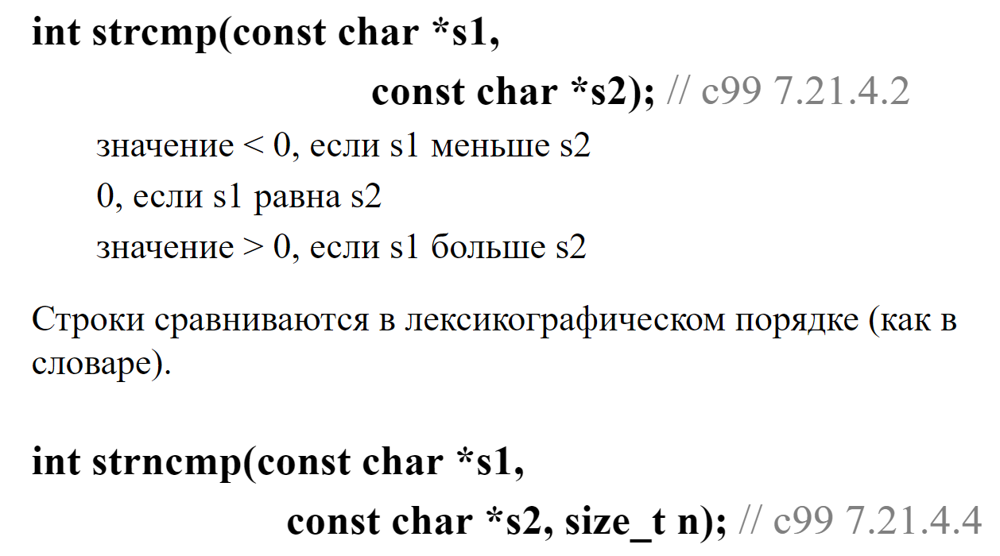 int strcmp(const char *s1,
const char *s2); // c99 7.21.4.2
значение < 0, если s1 меньше s2
0, если s1 равна s2
значение > 0, если s1 больше s2
Строки сравниваются в лексикографическом порядке (как в
словаре).
int strncmp(const char *s1,
const char *s2, size_t n); // c99 7.21.4.4